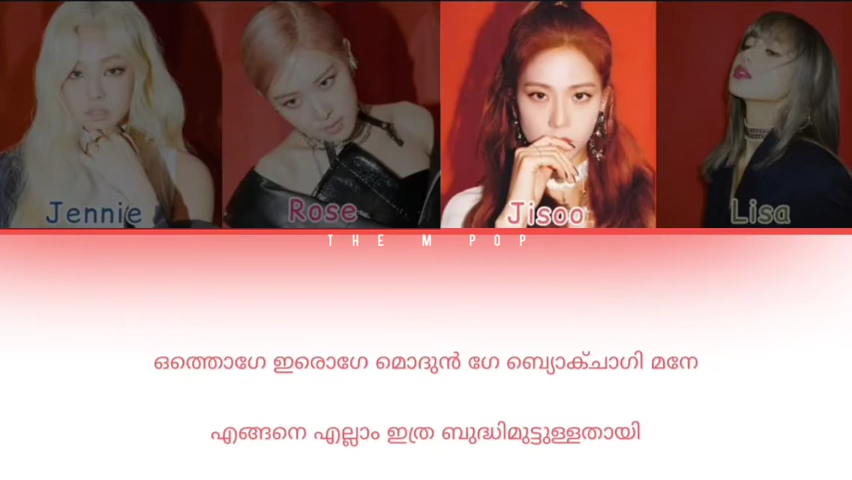 Jennie Rose Jisoo Lisa
THE M POP
ഒത്തൊഗേ ഇരൊഗേ മൊദുൻ ഗേ ബ്യൊക്ചാഗി മനേ
എങ്ങനെ എല്ലാം ഇത്ര ബുദ്ധിമുട്ടുള്ളതായി